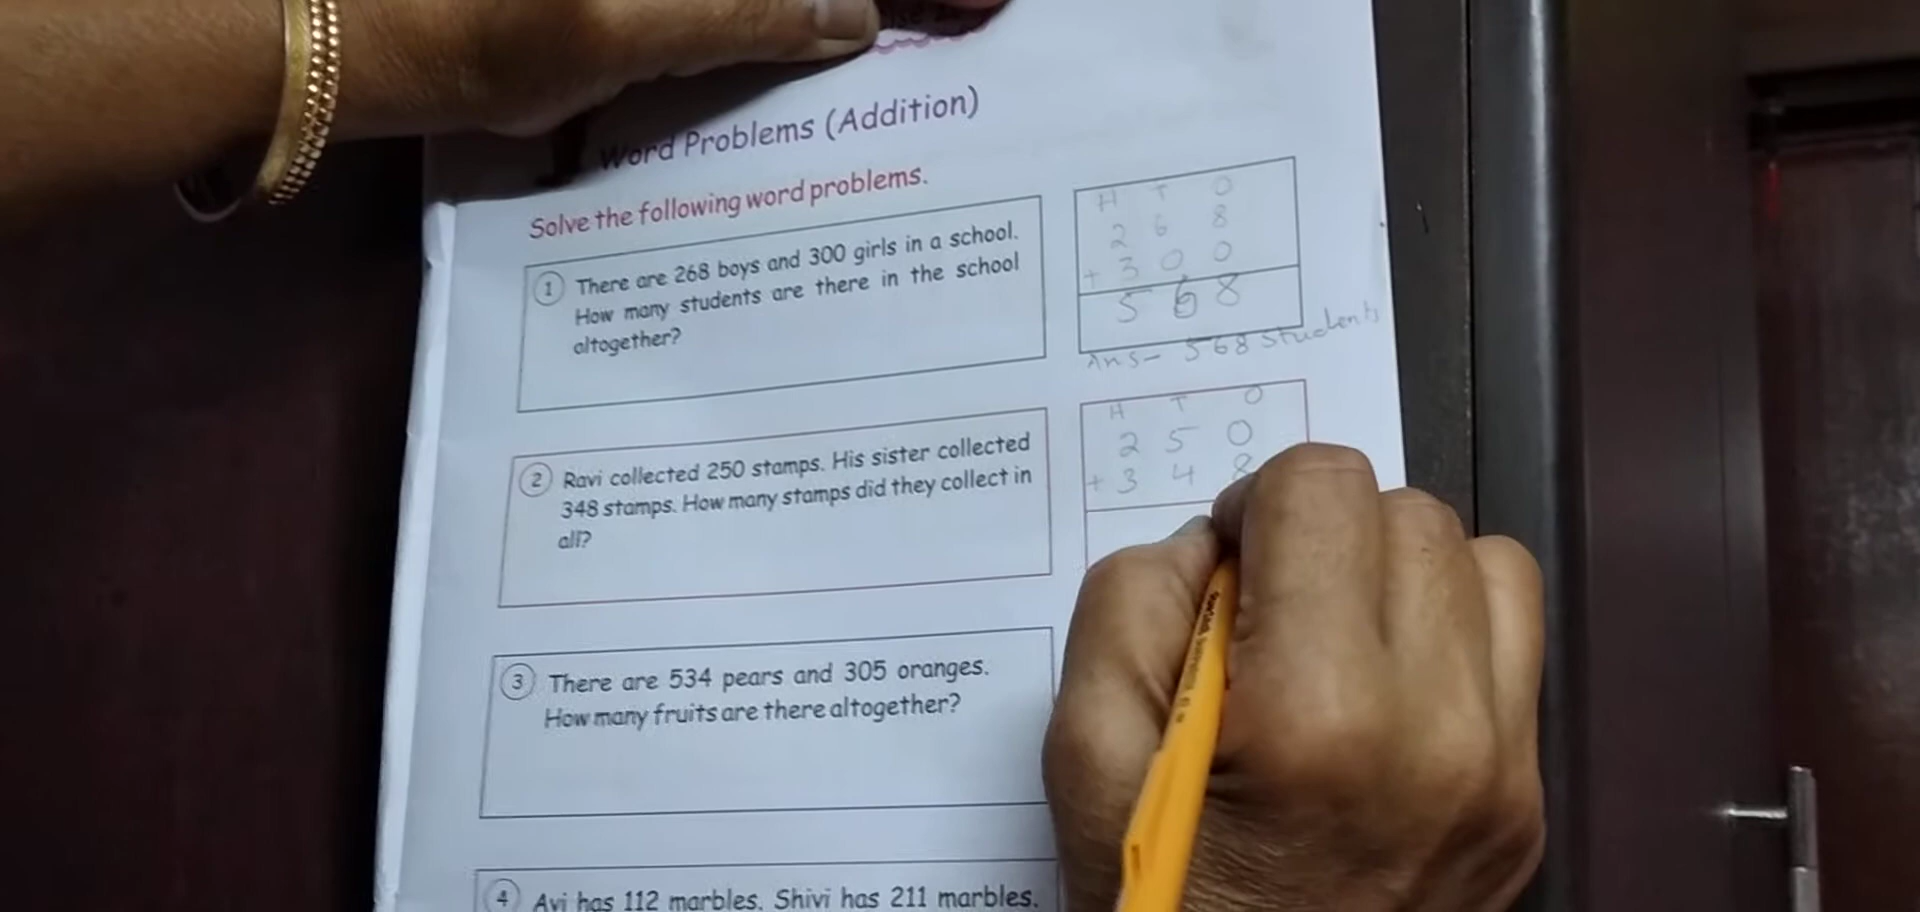 Word Problems (Addition)
Solve the following word problems.
1 There are 268 boys and 300 girls in a school.
How many students are there in the school
altogether?
H T O
2 6 8
+ 3 0 0
5 6 8
Ans- 568 students
2 Ravi collected 250 stamps. His sister collected
348 stamps. How many stamps did they collect in
all?
H T O
2 5 0
+ 3 4 8
3 There are 534 pears and 305 oranges.
How many fruits are there altogether?
4 Avi has 112 marbles. Shivi has 211 marbles.